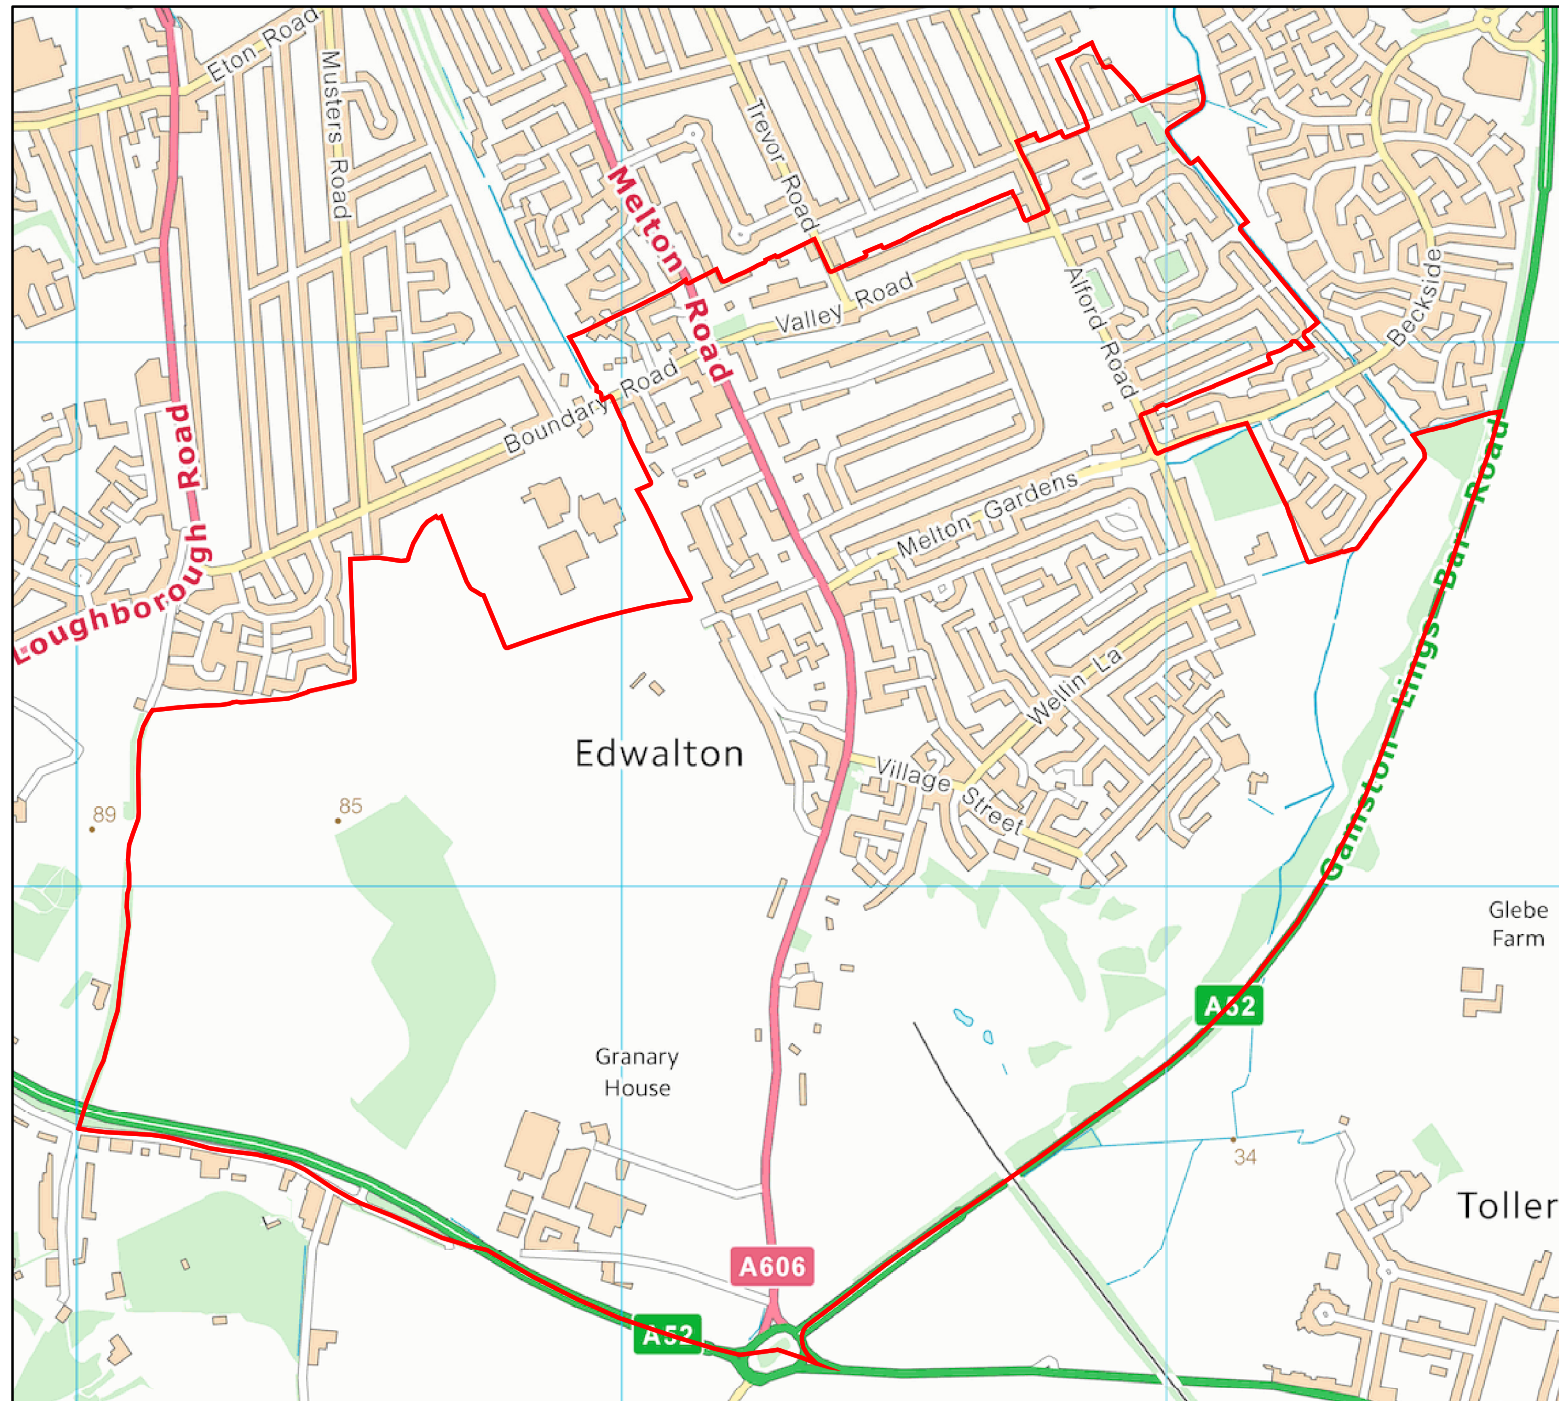 Eton Road
Musters Road
Trevor Road
Melton Road
Valley Road
Alford Road
Beckside
Boundary Road
Loughborough Road
Melton Gardens
Gamston Lings Bar Road
Wellin La
Edwalton
Village Street
85
89
Glebe
Farm
A52
Granary
House
34
Toller
A606
A52